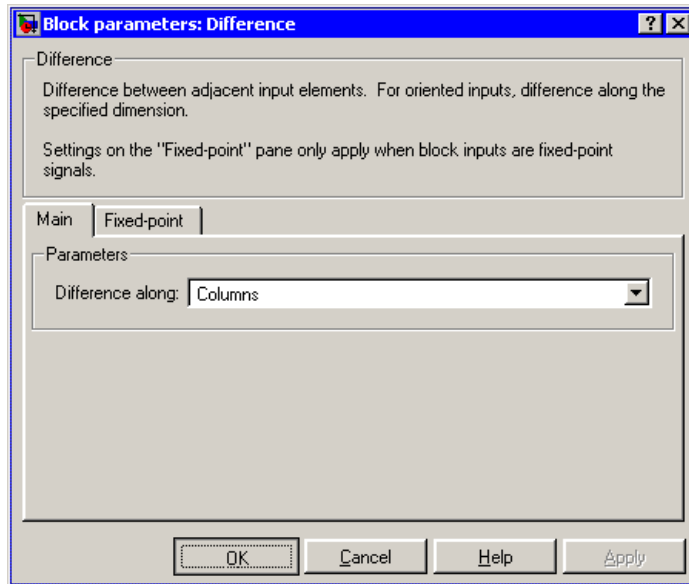 Block parameters: Difference
Difference
Difference between adjacent input elements.  For oriented inputs, difference along the
specified dimension.
Settings on the "Fixed-point" pane only apply when block inputs are fixed-point
signals.
Main Fixed-point
Parameters
Difference along: Columns
OK Cancel Help Apply